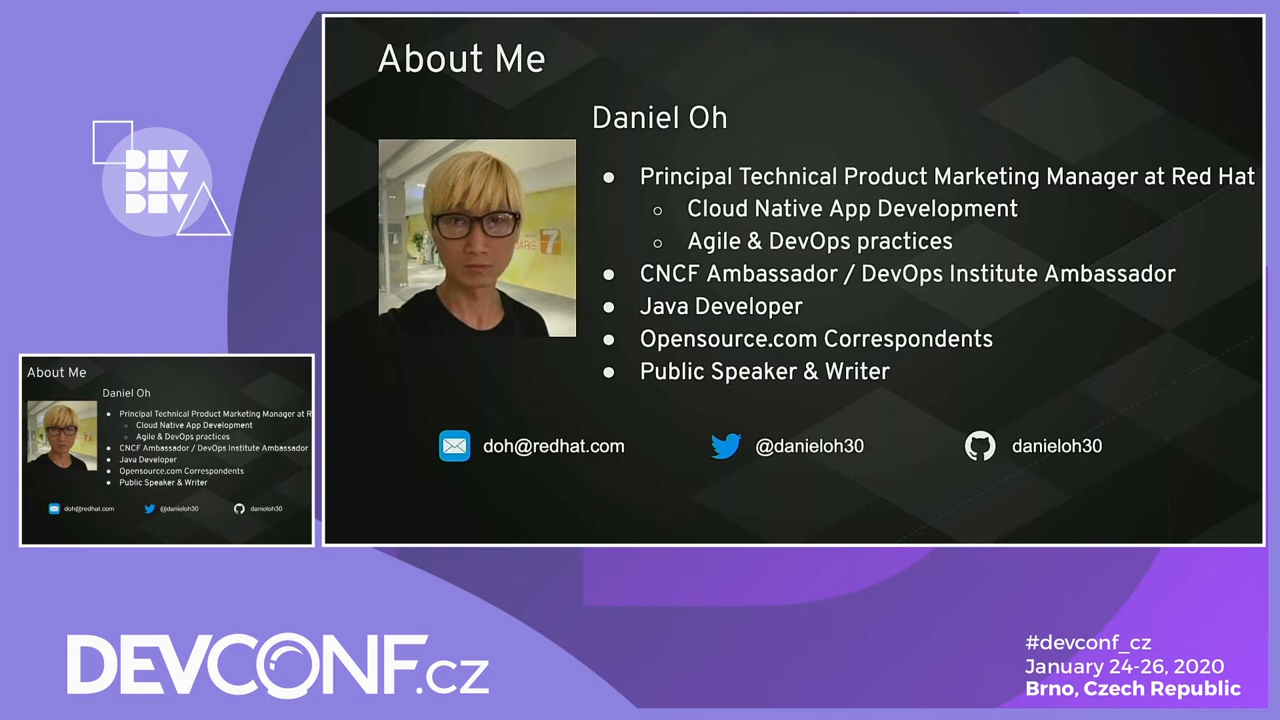 About Me
Daniel Oh
Principal Technical Product Marketing Manager at Red Hat
Cloud Native App Development
Agile & DevOps practices
CNCF Ambassador / DevOps Institute Ambassador
Java Developer
Opensource.com Correspondents
Public Speaker & Writer
doh@redhat.com
@danieloh30
danieloh30
7
DEV
DEV
DEV
About Me
Daniel Oh
Principal Technical Product Marketing Manager at R
Cloud Native App Development
Agile & DevOps practices
CNCF Ambassador / DevOps Institute Ambassador
Java Developer
Opensource.com Correspondents
Public Speaker & Writer
doh@redhat.com
@danieloh30
danieloh30
DEVCONF.cz
#devconf_cz
January 24-26, 2020
Brno, Czech Republic